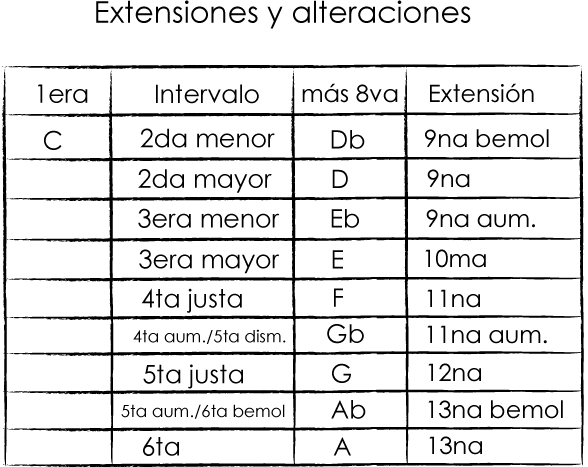 Extensiones y alteraciones
1era Intervalo más 8va Extensión
C 2da menor Db 9na bemol
2da mayor D 9na
3era menor Eb 9na aum.
3era mayor E 10ma
4ta justa F 11na
4ta aum./5ta dism. Gb 11na aum.
5ta justa G 12na
5ta aum./6ta bemol Ab 13na bemol
6ta A 13na